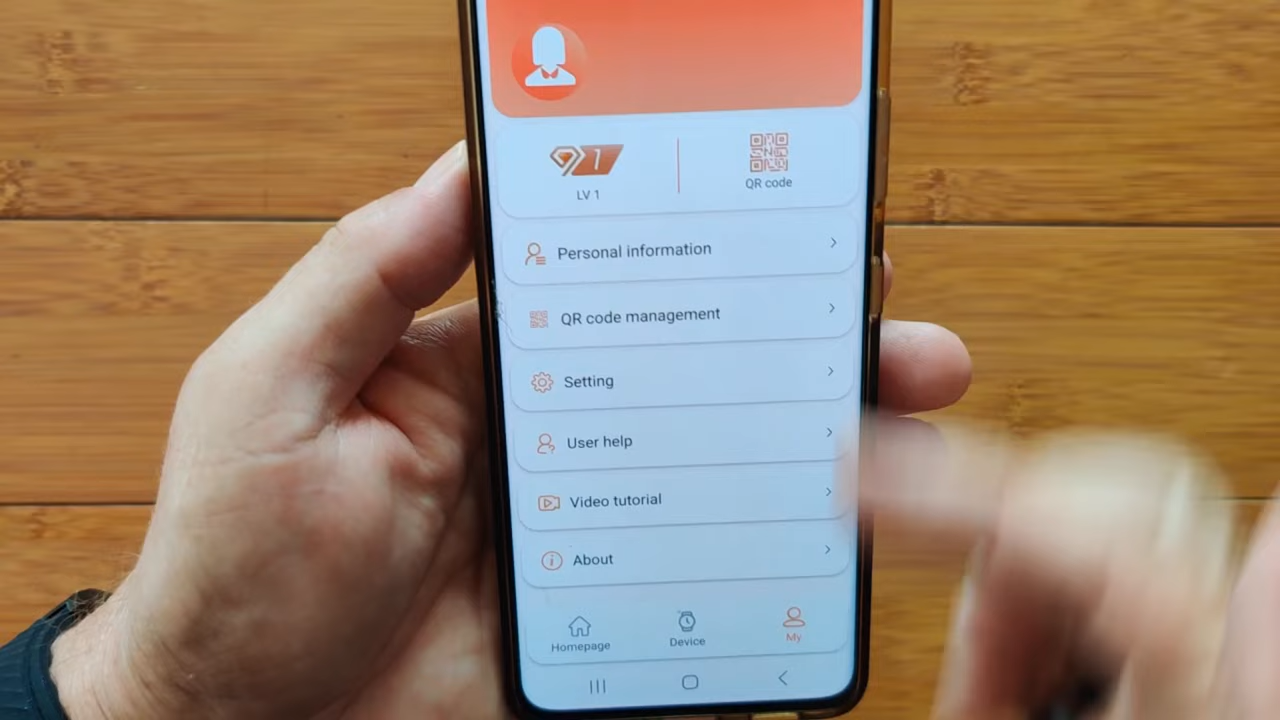 1
LV 1
QR code
Personal information
QR code management
Setting
User help
Video tutorial
About
Homepage
Device
My